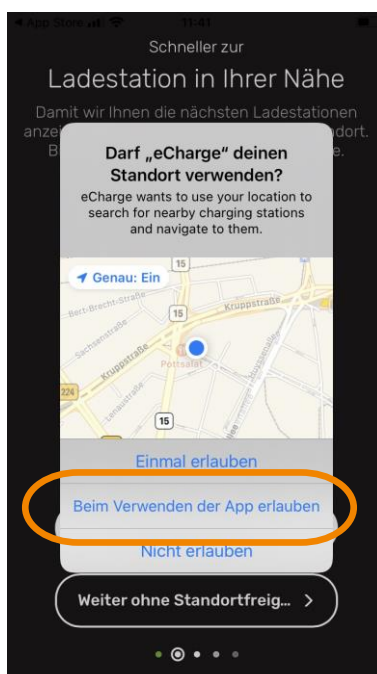 App Store
11:41
Schneller zur
Ladestation in Ihrer Nähe
Damit wir Ihnen die nächsten Ladestationen
Darf „eCharge“ deinen
Standort verwenden?
eCharge wants to use your location to
search for nearby charging stations
and navigate to them.
Genau: Ein
15
Bert-Brecht-Straße
15
Kruppstraße
Sachsenstraße
Kruppstraße
Pottsalat
224
Lenaustraße
15
Einmal erlauben
Beim Verwenden der App erlauben
Nicht erlauben
Weiter ohne Standortfreig... >